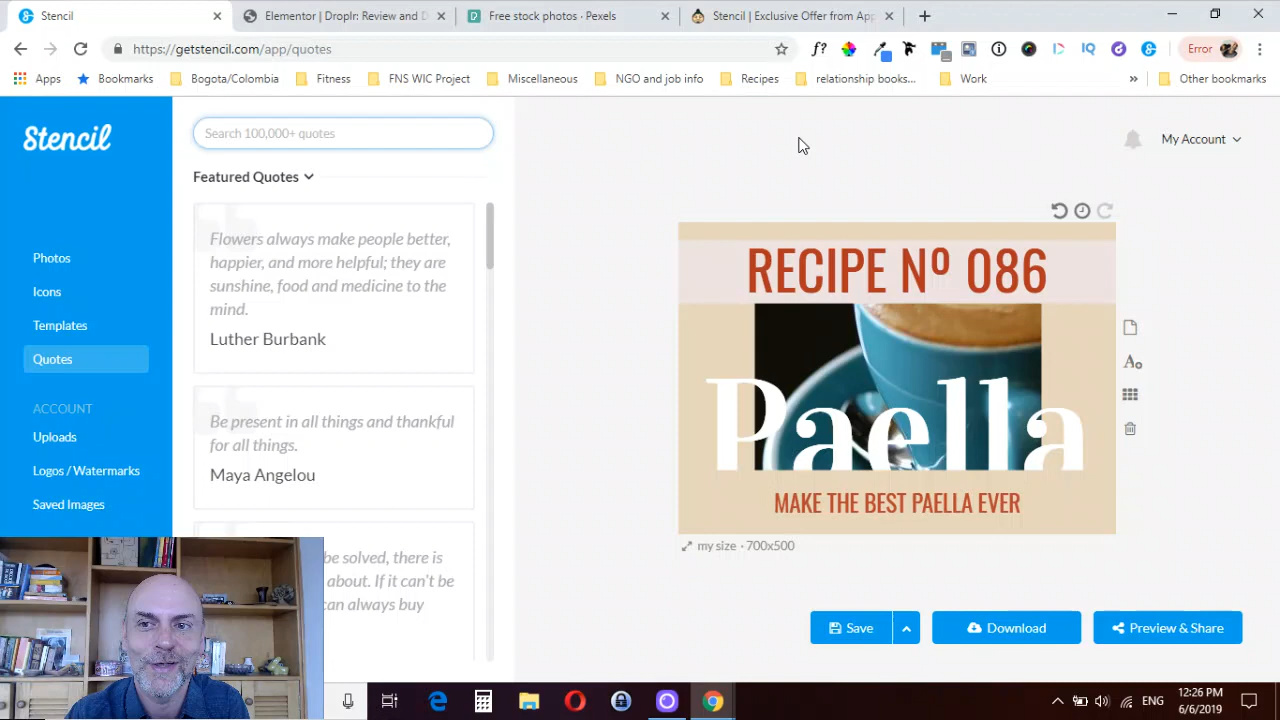 Stencil
Elementor | Droplr: Review and D
Free stock photos · Pexels
Stencil | Exclusive Offer from App
https://getstencil.com/app/quotes
f?
Error
Apps
Bookmarks
Bogota/Colombia
Fitness
FNS WIC Project
Miscellaneous
NGO and job info
Recipes
relationship books...
Work
»
Other bookmarks
Stencil
Search 100,000+ quotes
My Account
Featured Quotes
Flowers always make people better,
happier, and more helpful; they are
sunshine, food and medicine to the
mind.
Luther Burbank
Be present in all things and thankful
for all things.
Maya Angelou
be solved, there is
about. If it can't be
can always buy
Photos
Icons
Templates
Quotes
ACCOUNT
Uploads
Logos / Watermarks
Saved Images
RECIPE Nº 086
Paella
MAKE THE BEST PAELLA EVER
my size · 700x500
Save
Download
Preview & Share
ENG
12:26 PM
6/6/2019